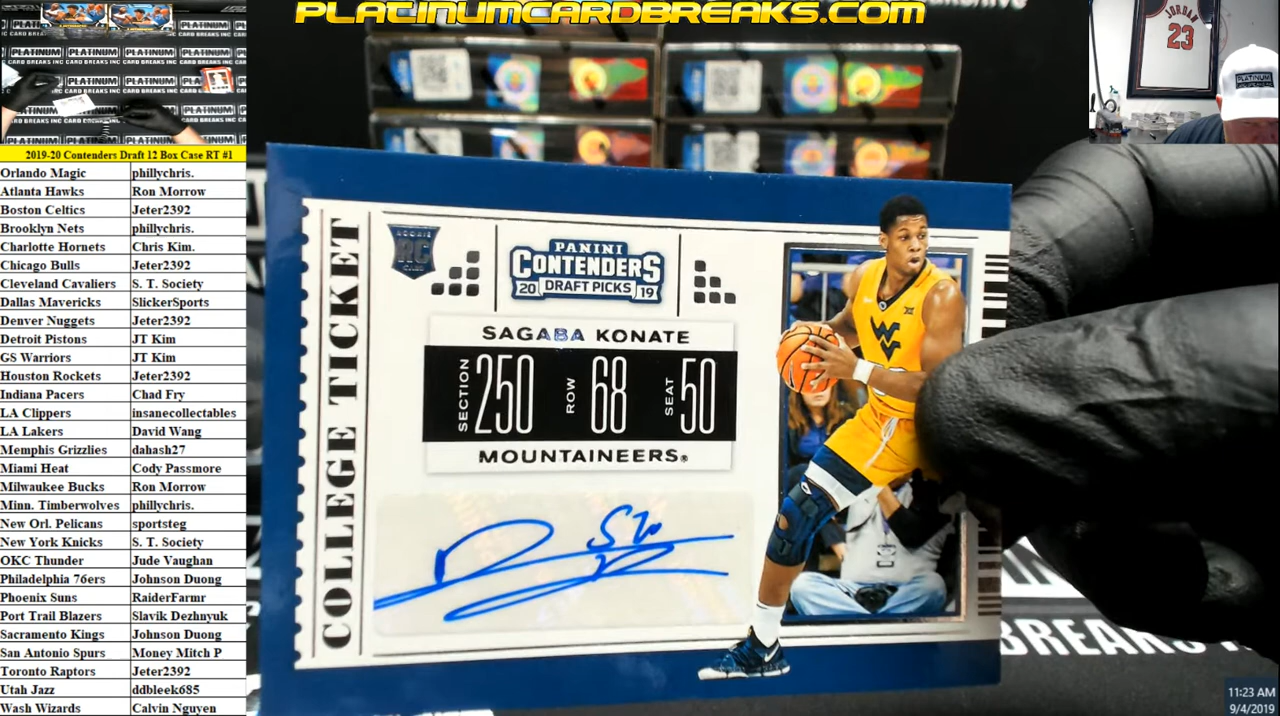 PLATINUMCARDBREAKS.COM
JORDAN
23
PLATINUM
2019-20 Contenders Draft 12 Box Case RT #1
Orlando Magic phillychris.
Atlanta Hawks Ron Morrow
Boston Celtics Jeter2392
Brooklyn Nets phillychris.
Charlotte Hornets Chris Kim.
Chicago Bulls Jeter2392
Cleveland Cavaliers S. T. Society
Dallas Mavericks SlickerSports
Denver Nuggets Jeter2392
Detroit Pistons JT Kim
GS Warriors JT Kim
Houston Rockets Jeter2392
Indiana Pacers Chad Fry
LA Clippers insanecollectables
LA Lakers David Wang
Memphis Grizzlies dahash27
Miami Heat Cody Passmore
Milwaukee Bucks Ron Morrow
Minn. Timberwolves phillychris.
New Orl. Pelicans sportsteg
New York Knicks S. T. Society
OKC Thunder Jude Vaughan
Philadelphia 76ers Johnson Duong
Phoenix Suns RaiderFarmr
Port Trail Blazers Slavik Dezhnyuk
Sacramento Kings Johnson Duong
San Antonio Spurs Money Mitch P
Toronto Raptors Jeter2392
Utah Jazz ddbleek685
Wash Wizards Calvin Nguyen
COLLEGE TICKET
ROOKIE
RC
CARD
PANINI
CONTENDERS
20 DRAFT PICKS 19
SAGABA KONATE
SECTION 250 ROW 68 SEAT 50
MOUNTAINEERS®
WV
BREAKS
11:23 AM
9/4/2019